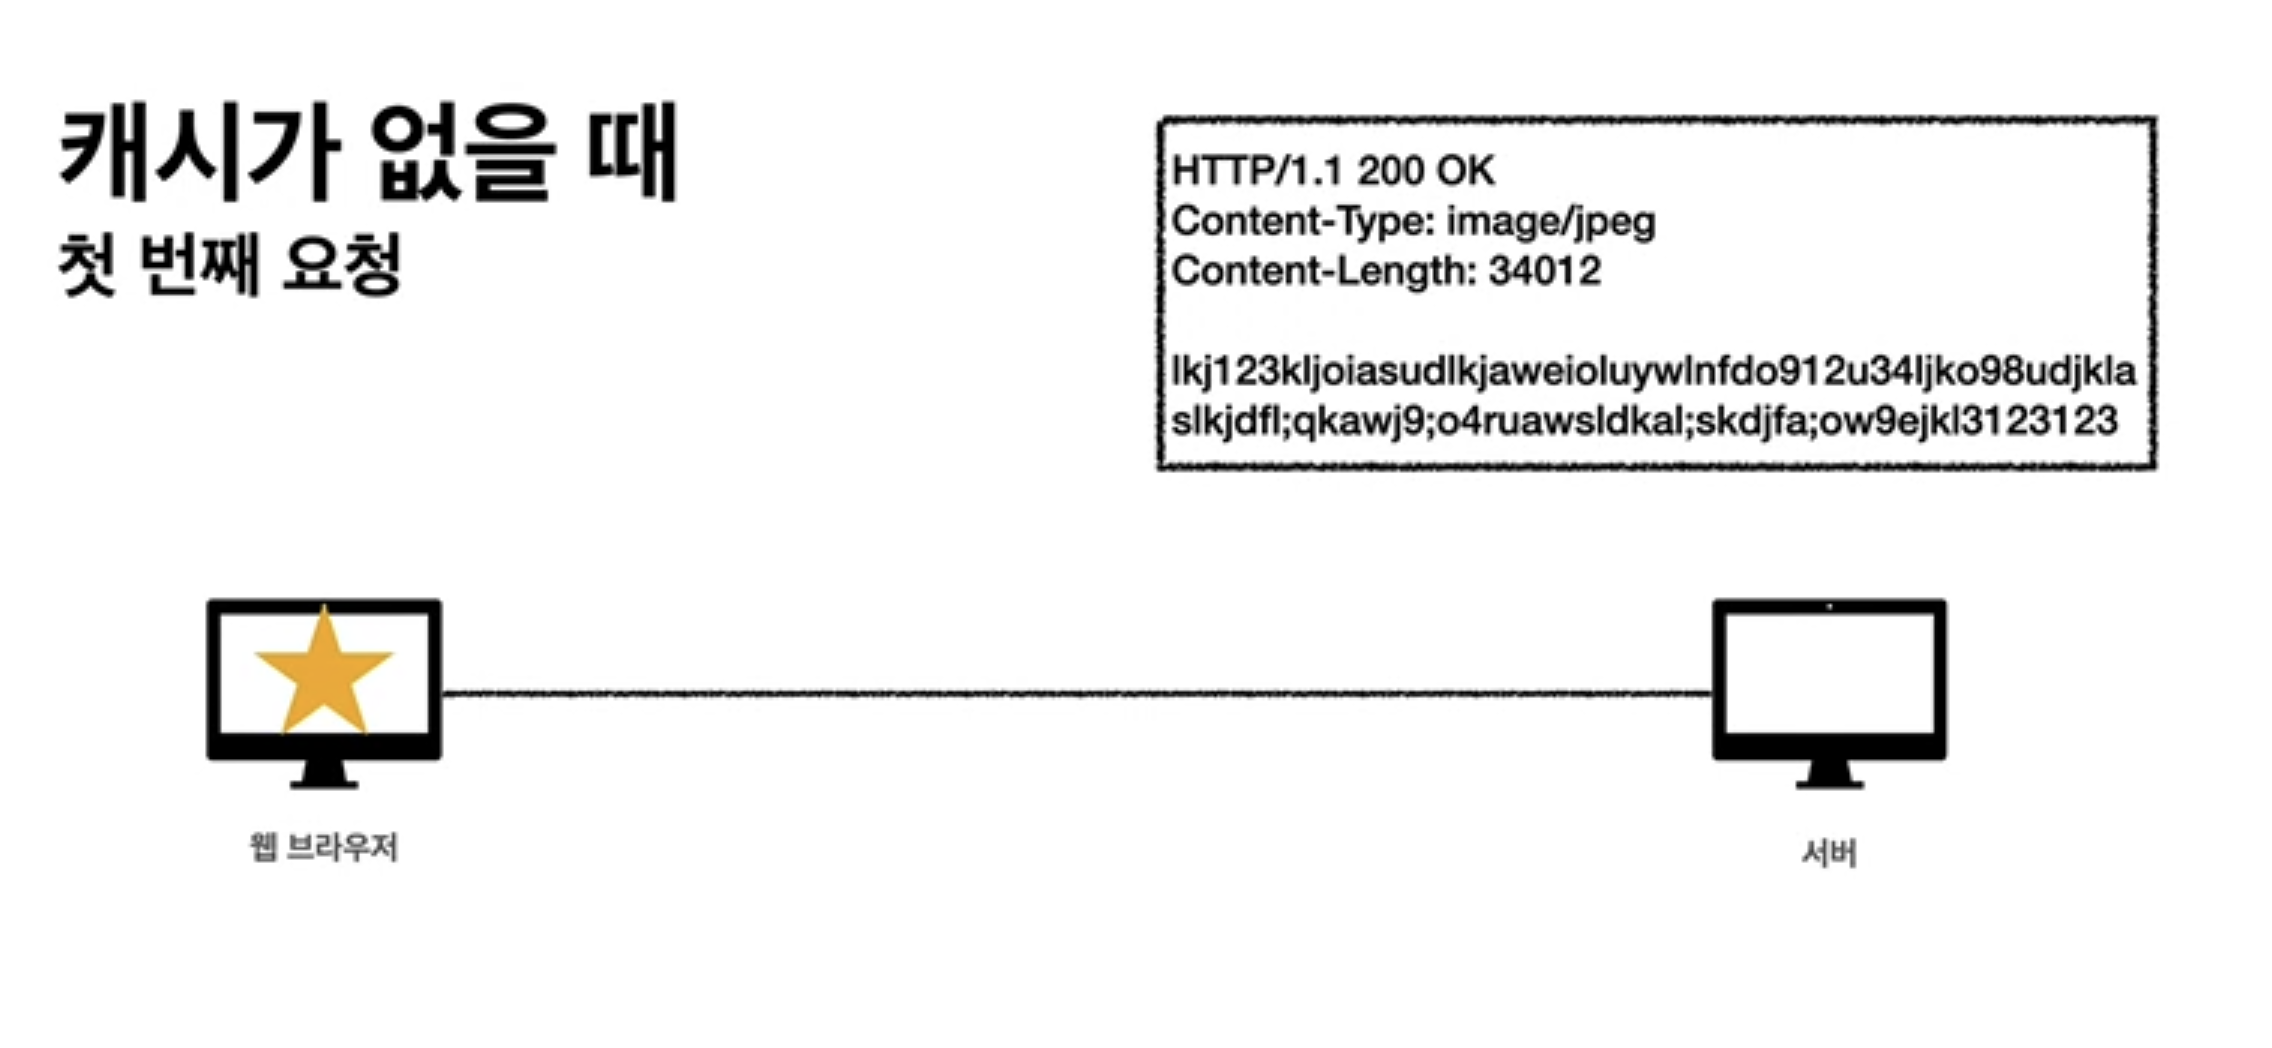 캐시가 없을 때
첫 번째 요청
HTTP/1.1 200 OK
Content-Type: image/jpeg
Content-Length: 34012
lkj123kljoiasudlkjaweioluywlnfdo912u34ljko98udjkla
slkjdfl;qkawj9;o4ruawsldkal;skdjfa;ow9ejkl3123123
웹 브라우저
서버